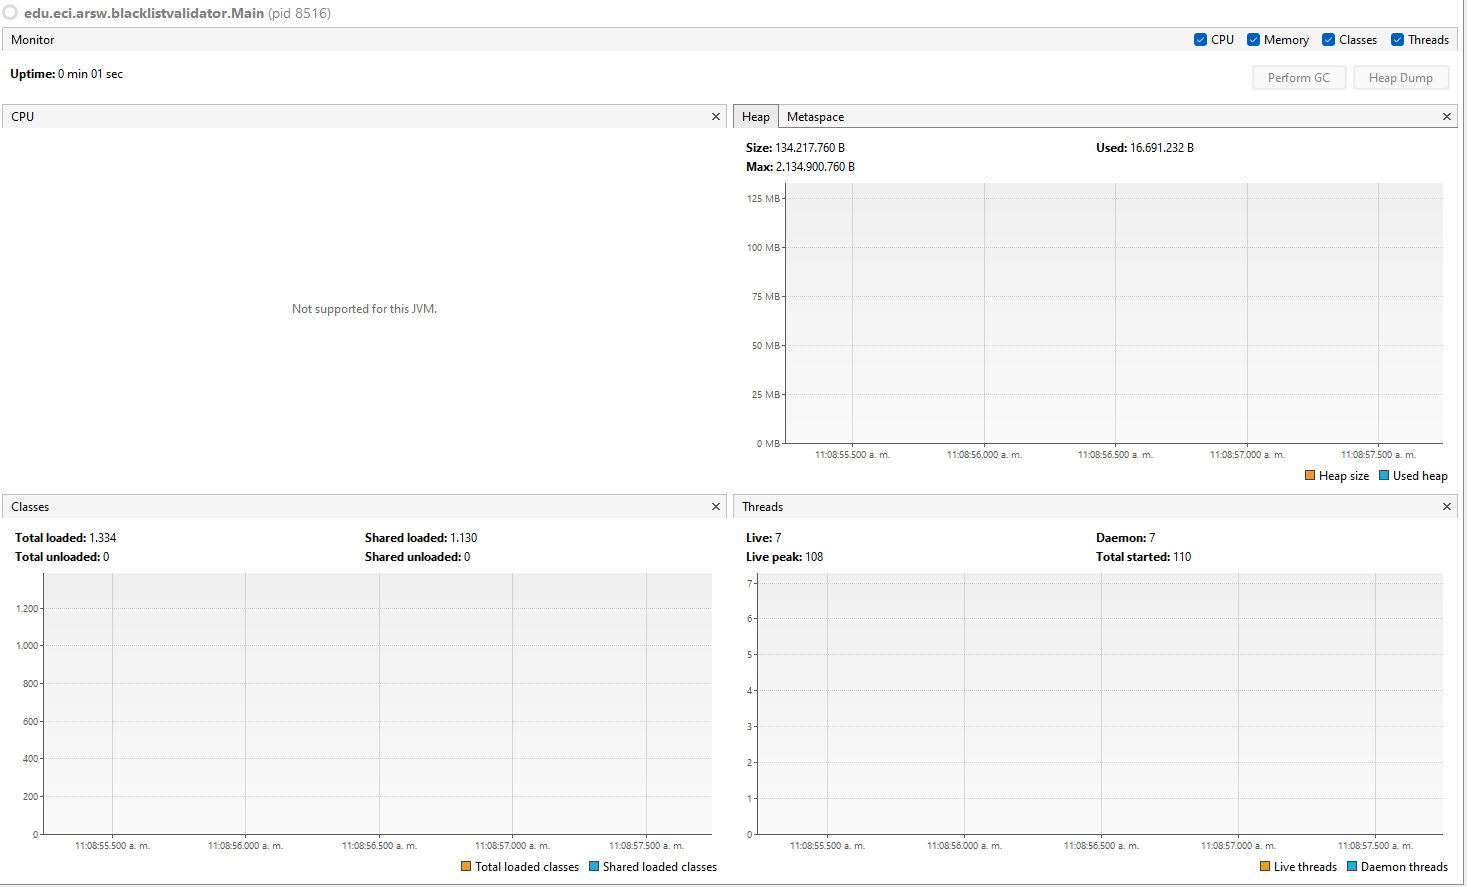 edu.eci.arsw.blacklistvalidator.Main (pid 8516)
Monitor
CPU Memory Classes Threads
Uptime: 0 min 01 sec
Perform GC Heap Dump
CPU
Not supported for this JVM.
Heap Metaspace
Size: 134.217.760 B Used: 16.691.232 B
Max: 2.134.900.760 B
125 MB
100 MB
75 MB
50 MB
25 MB
0 MB
11:08:55.500 a. m. 11:08:56.000 a. m. 11:08:56.500 a. m. 11:08:57.000 a. m. 11:08:57.500 a. m.
Heap size Used heap
Classes
Total loaded: 1.334 Shared loaded: 1.130
Total unloaded: 0 Shared unloaded: 0
1.200
1.000
800
600
400
200
0
11:08:55.500 a. m. 11:08:56.000 a. m. 11:08:56.500 a. m. 11:08:57.000 a. m. 11:08:57.500 a. m.
Total loaded classes Shared loaded classes
Threads
Live: 7 Daemon: 7
Live peak: 108 Total started: 110
7
6
5
4
3
2
1
0
11:08:55.500 a. m. 11:08:56.000 a. m. 11:08:56.500 a. m. 11:08:57.000 a. m. 11:08:57.500 a. m.
Live threads Daemon threads